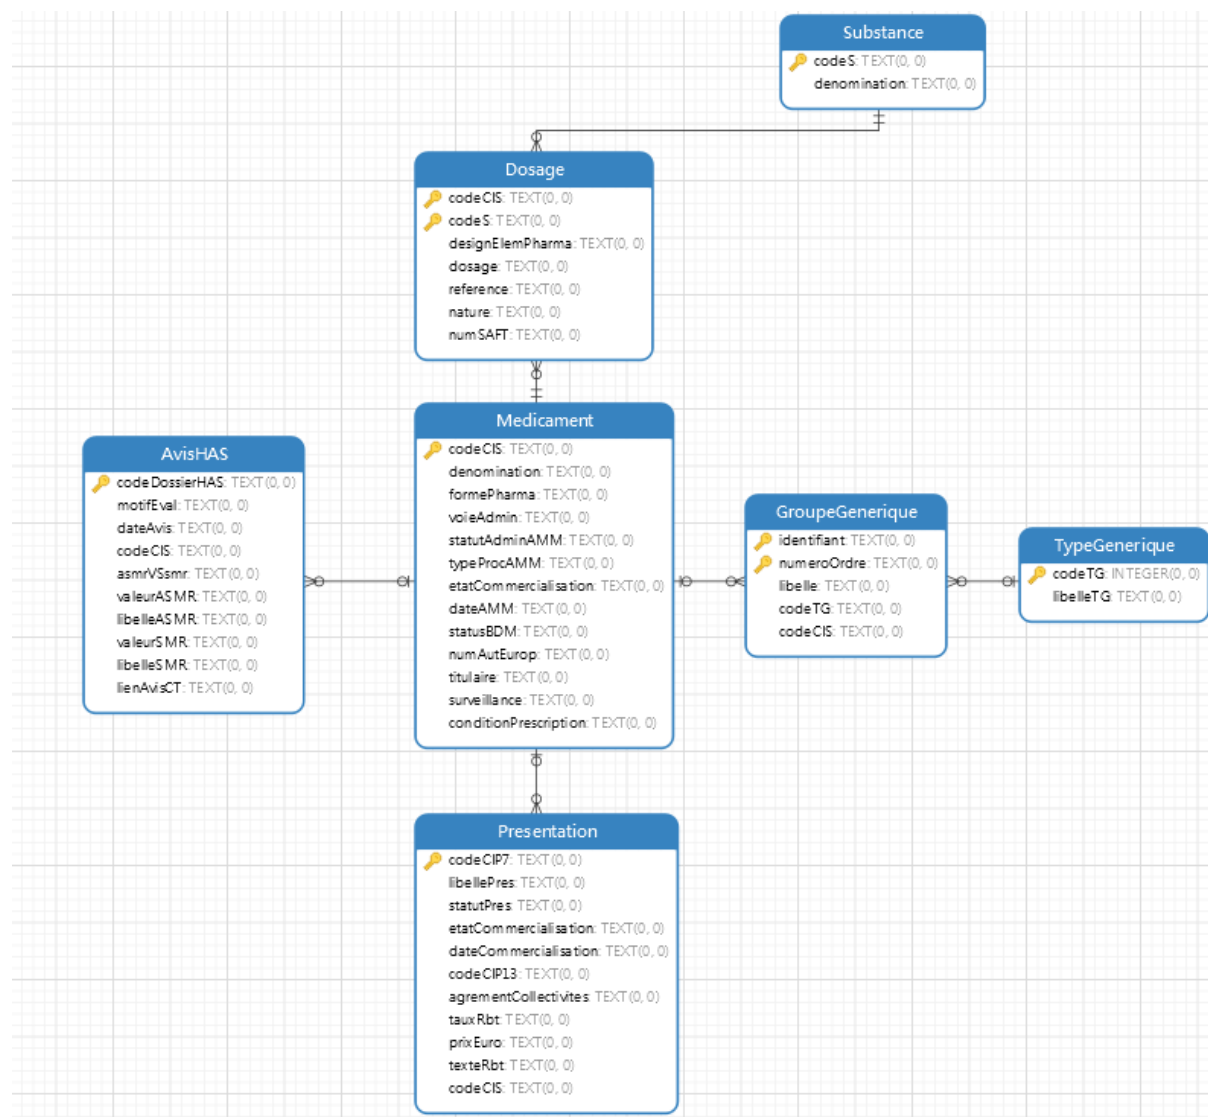 Substance
codeS: TEXT(0, 0)
denomination: TEXT(0, 0)
Dosage
codeCIS: TEXT(0, 0)
codeS: TEXT(0, 0)
designElemPharma: TEXT(0, 0)
dosage: TEXT(0, 0)
reference: TEXT(0, 0)
nature: TEXT(0, 0)
numSAFT: TEXT(0, 0)
Medicament
codeCIS: TEXT(0, 0)
denomination: TEXT(0, 0)
formePharma: TEXT(0, 0)
voieAdmin: TEXT(0, 0)
statutAdminAMM: TEXT(0, 0)
typeProcAMM: TEXT(0, 0)
etatCommercialisation: TEXT(0, 0)
dateAMM: TEXT(0, 0)
statusBDM: TEXT(0, 0)
numAutEurop: TEXT(0, 0)
titulaire: TEXT(0, 0)
surveillance: TEXT(0, 0)
conditionPrescription: TEXT(0, 0)
AvisHAS
codeDossierHAS: TEXT(0, 0)
motifEval: TEXT(0, 0)
dateAvis: TEXT(0, 0)
codeCIS: TEXT(0, 0)
asmrVSsmr: TEXT(0, 0)
valeurASMR: TEXT(0, 0)
libelleASMR: TEXT(0, 0)
valeurSMR: TEXT(0, 0)
libelleSMR: TEXT(0, 0)
lienAvisCT: TEXT(0, 0)
GroupeGenerique
identifiant: TEXT(0, 0)
numeroOrdre: TEXT(0, 0)
libelle: TEXT(0, 0)
codeTG: TEXT(0, 0)
codeCIS: TEXT(0, 0)
TypeGenerique
codeTG: INTEGER(0, 0)
libelleTG: TEXT(0, 0)
Presentation
codeCIP7: TEXT(0, 0)
libellePres: TEXT(0, 0)
statutPres: TEXT(0, 0)
etatCommercialisation: TEXT(0, 0)
dateCommercialisation: TEXT(0, 0)
codeCIP13: TEXT(0, 0)
agrementCollectivites: TEXT(0, 0)
tauxRbt: TEXT(0, 0)
prixEuro: TEXT(0, 0)
texteRbt: TEXT(0, 0)
codeCIS: TEXT(0, 0)